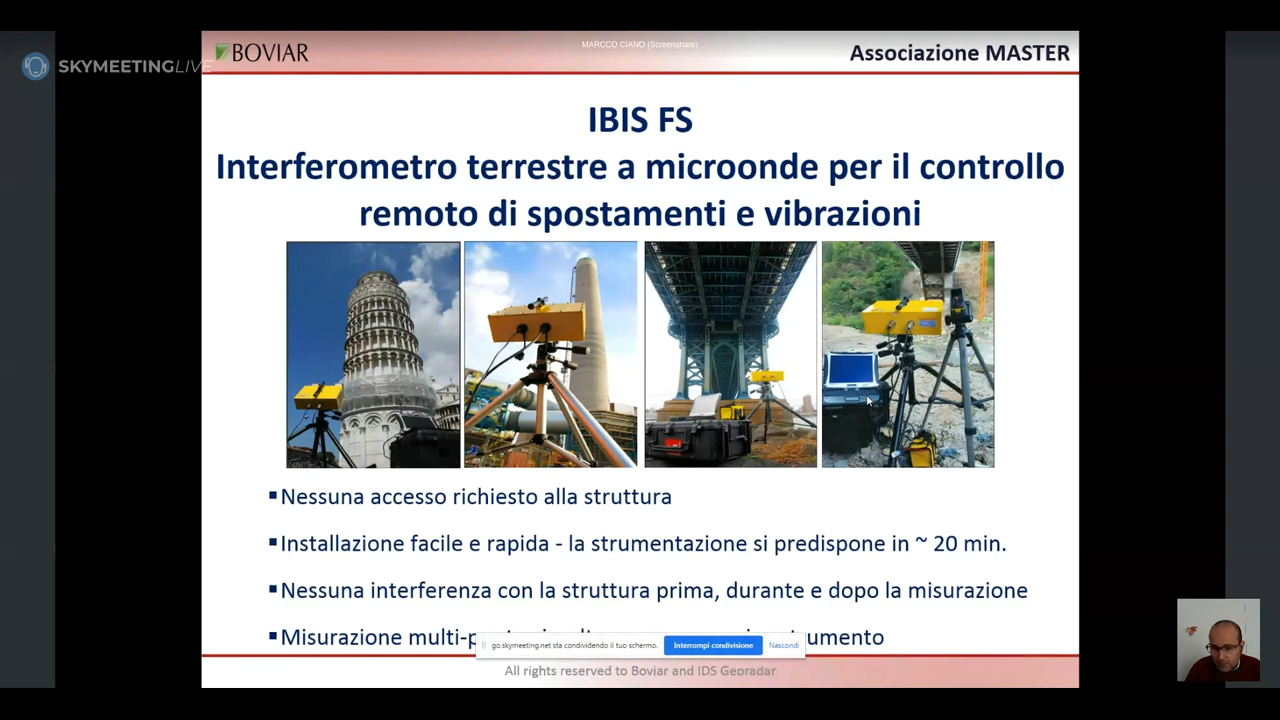 BOVIAR
MARCCO CIANO (Screenshare)
Associazione MASTER
SKYMEETINGLIVE
IBIS FS
Interferometro terrestre a microonde per il controllo
remoto di spostamenti e vibrazioni
▪Nessuna accesso richiesto alla struttura
▪Installazione facile e rapida - la strumentazione si predispone in ~ 20 min.
▪Nessuna interferenza con la struttura prima, durante e dopo la misurazione
▪Misurazione
go.skymeeting.net sta condividendo il tuo schermo.
Interrompi condivisione
Nascondi
All rights reserved to Boviar and IDS Georadar